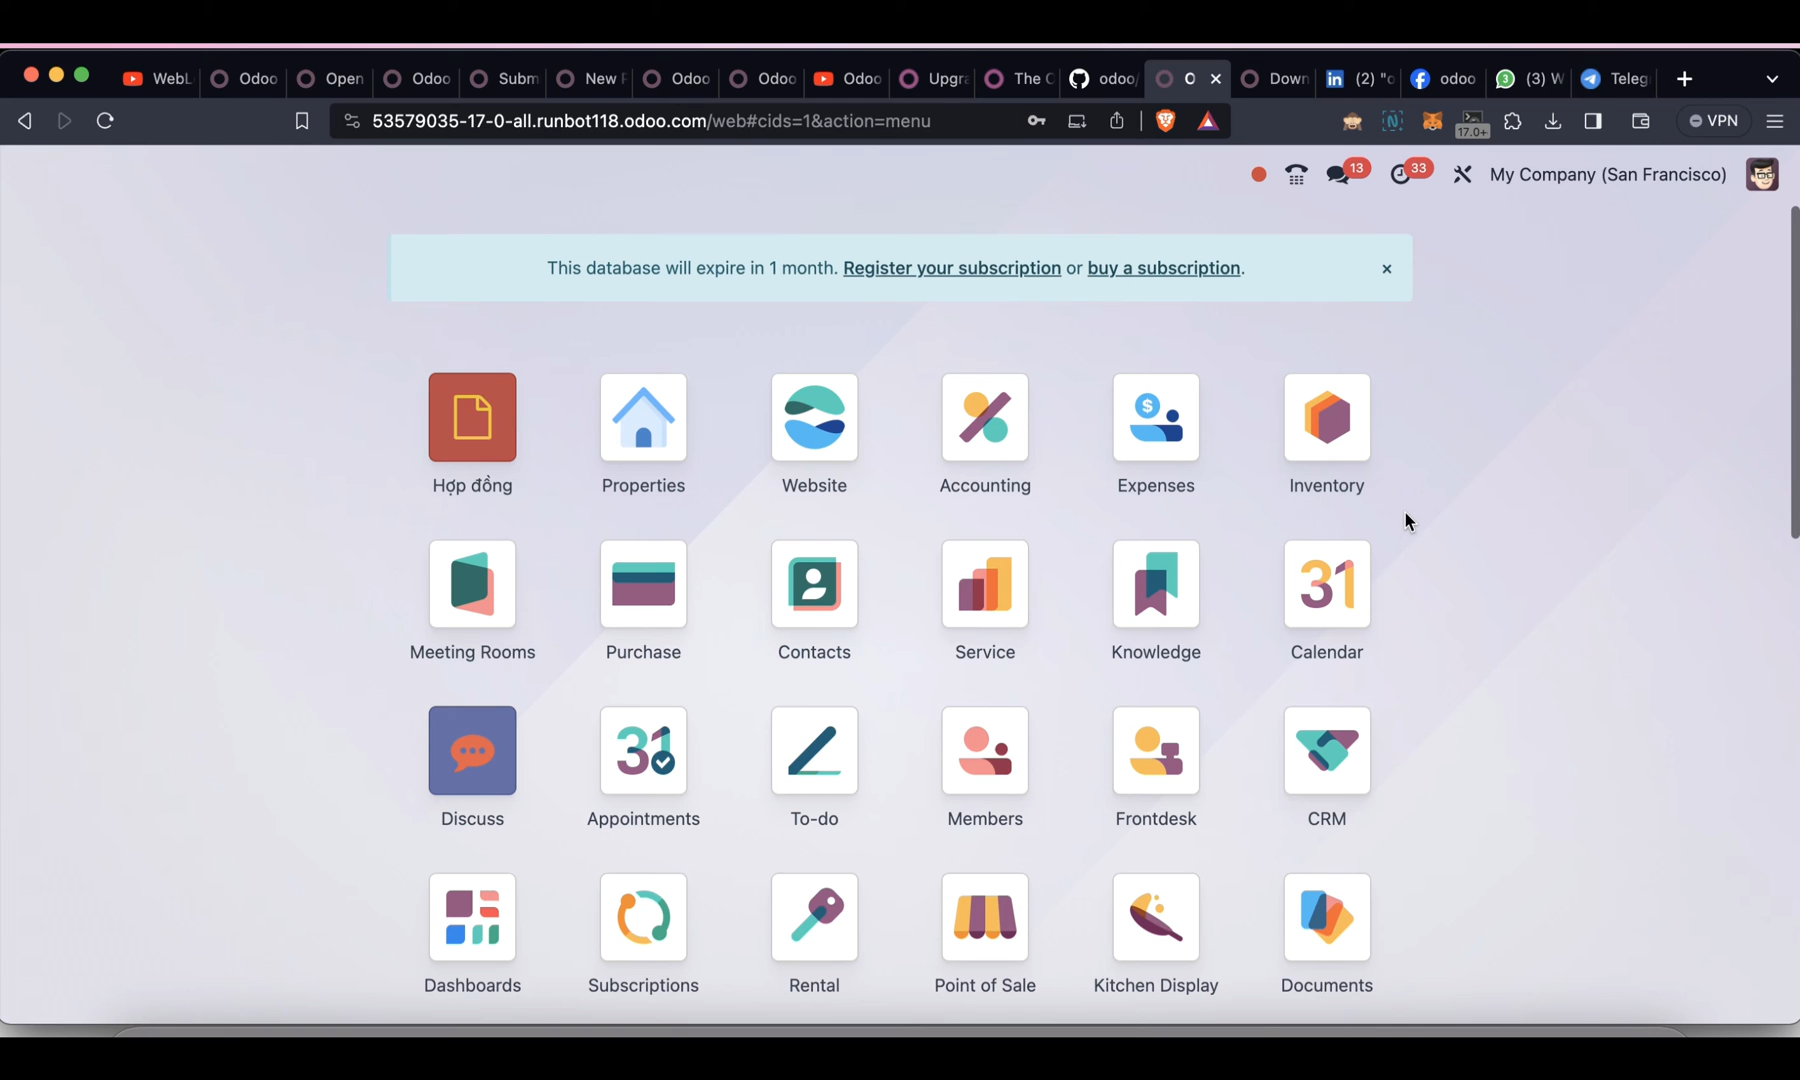 WebL
Odoo
Open
Odoo
Subm
New F
Odoo
Odoo
Odoo
Upgra
The C
odoo/
O
Down
(2) "o
odoo
(3) W
Teleg
53579035-17-0-all.runbot118.odoo.com/web#cids=1&action=menu
17.0+
VPN
13
33
My Company (San Francisco)
This database will expire in 1 month. Register your subscription or buy a subscription.
Hợp đồng
Properties
Website
Accounting
Expenses
Inventory
Meeting Rooms
Purchase
Contacts
Service
Knowledge
31
Calendar
Discuss
31
Appointments
To-do
Members
Frontdesk
CRM
Dashboards
Subscriptions
Rental
Point of Sale
Kitchen Display
Documents